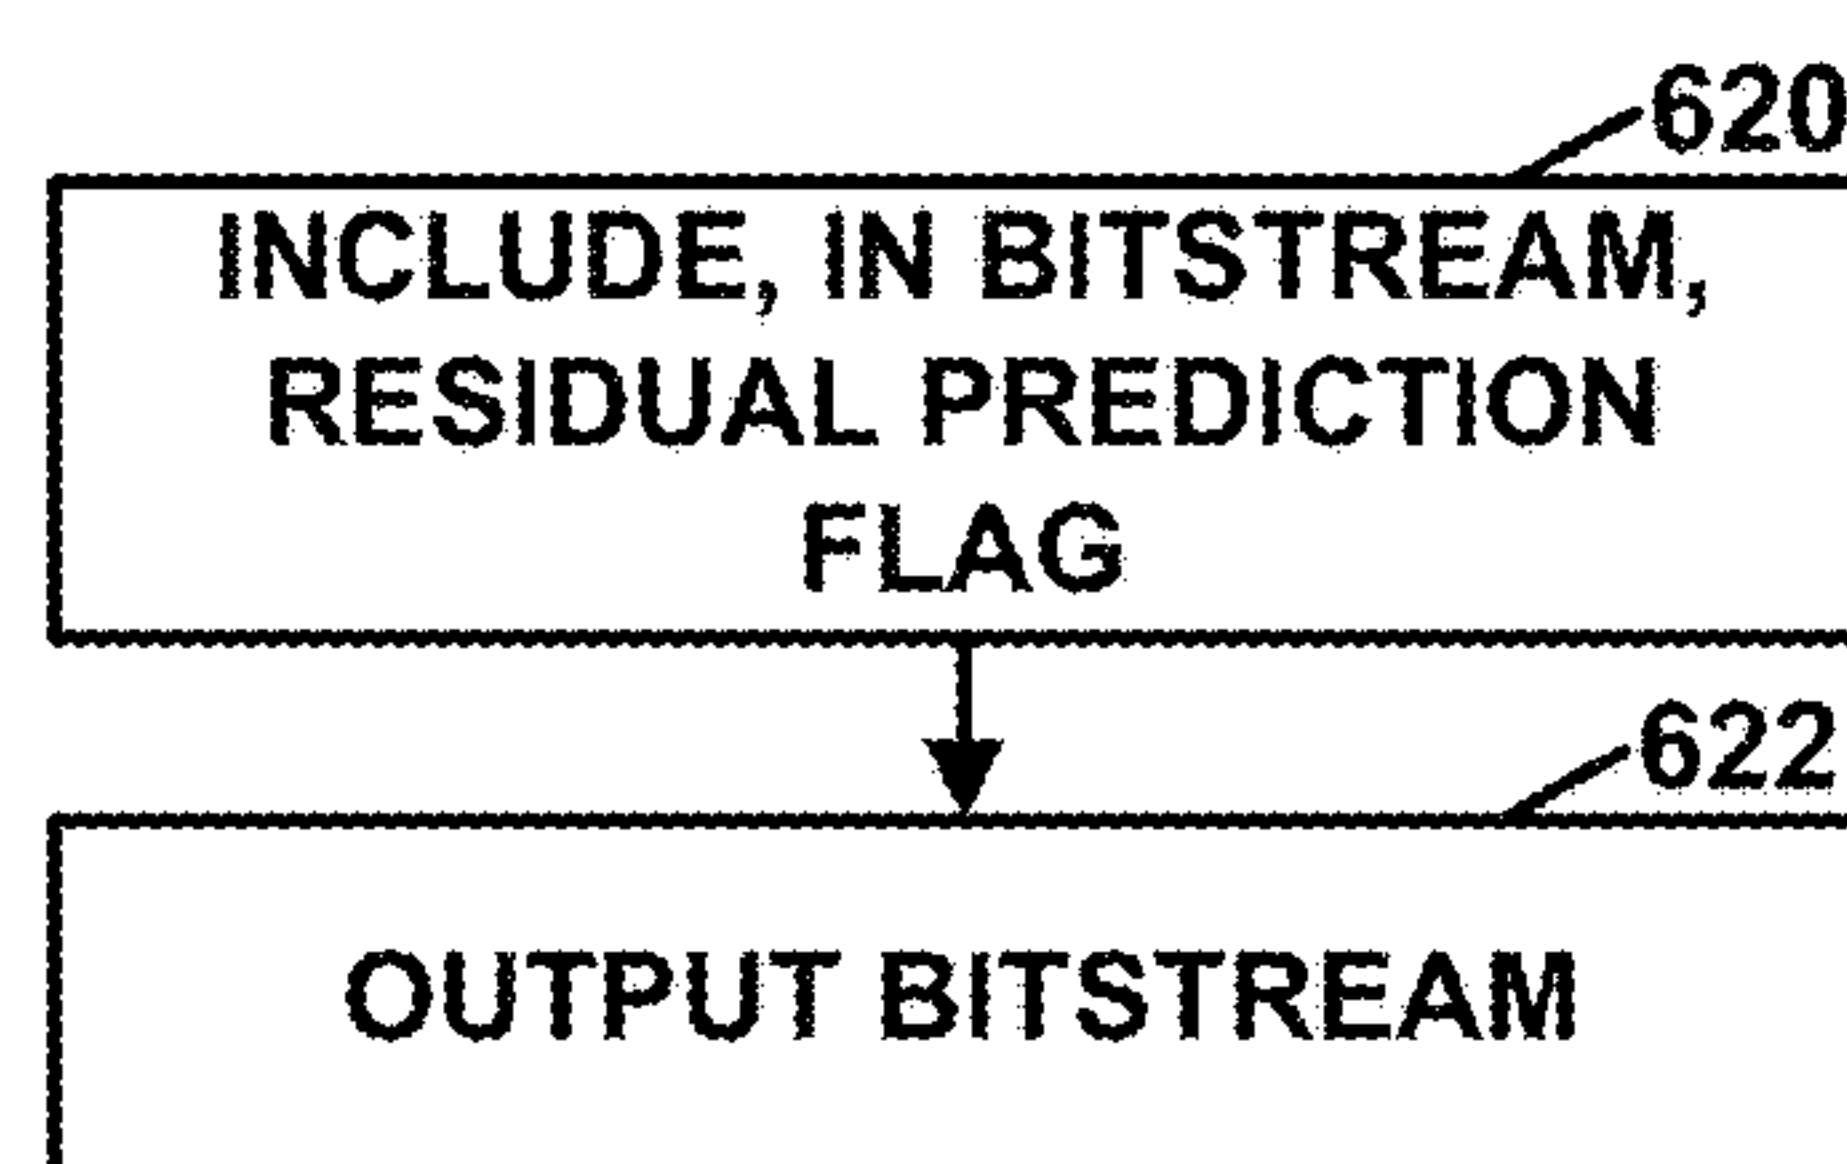 620
INCLUDE, IN BITSTREAM,
RESIDUAL PREDICTION
FLAG
622
OUTPUT BITSTREAM